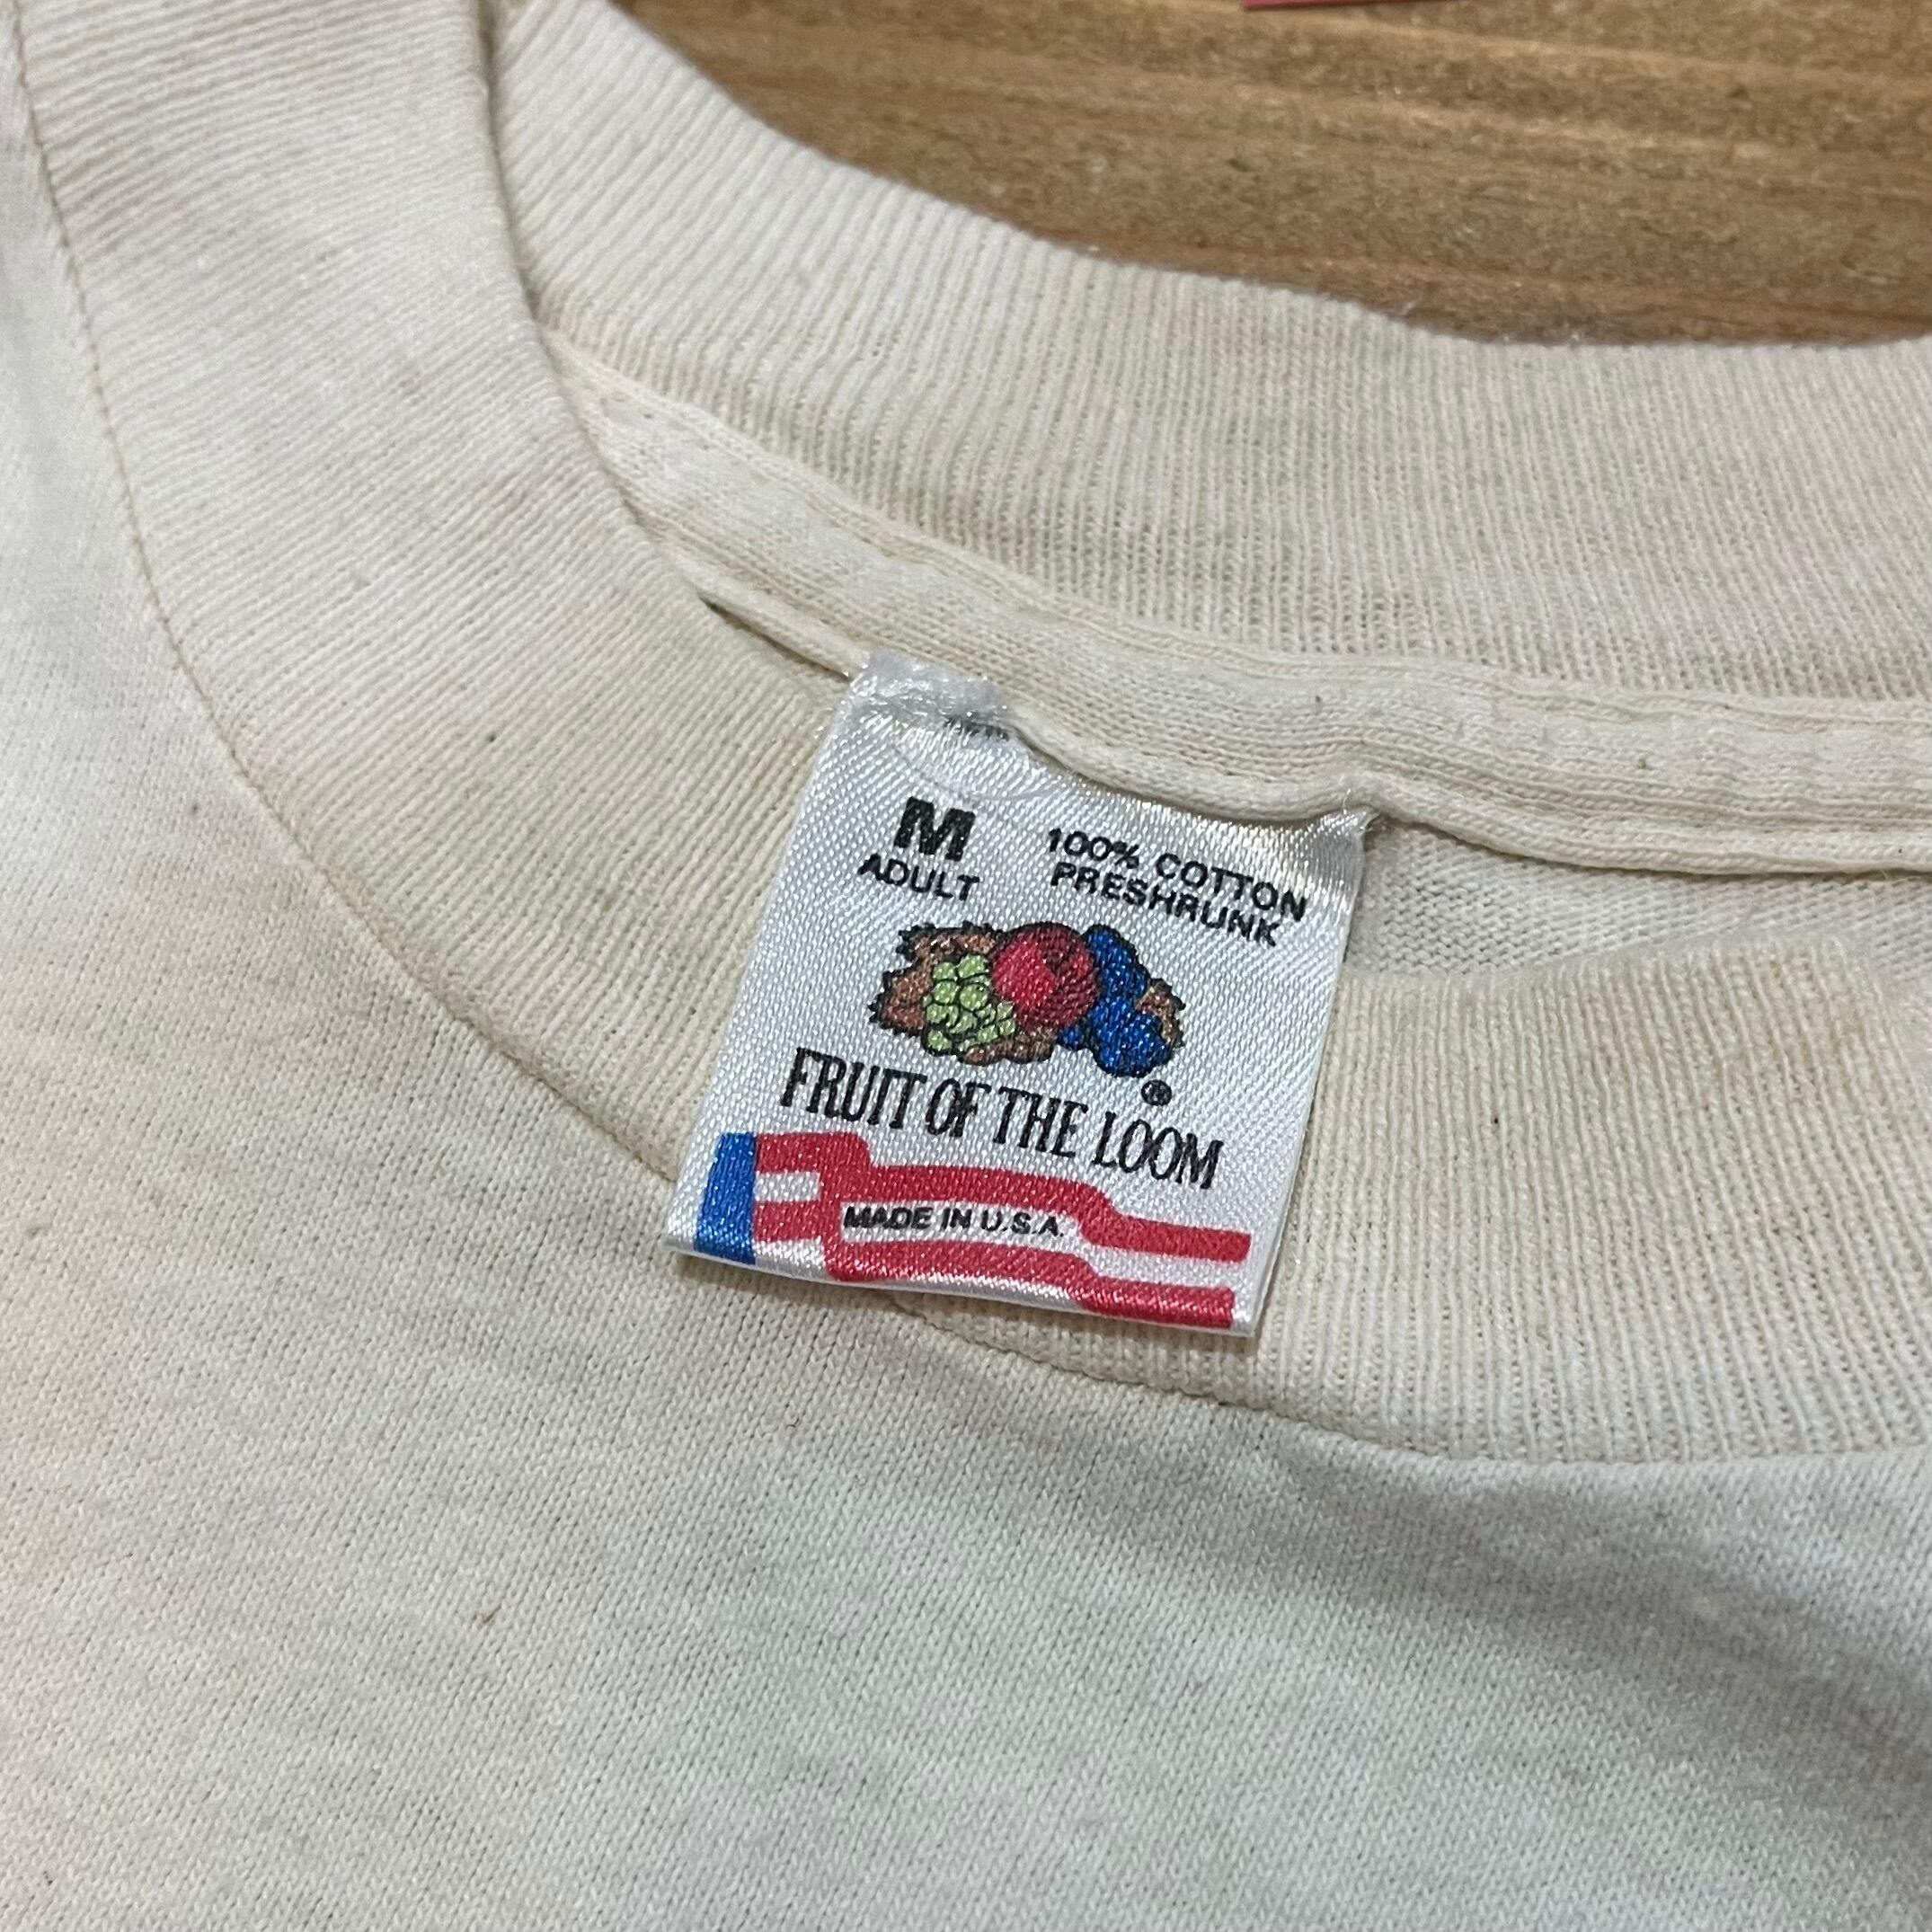 M
ADULT
100% COTTON
PRESHRUNK
®
FRUIT OF THE LOOM
MADE IN U.S.A.